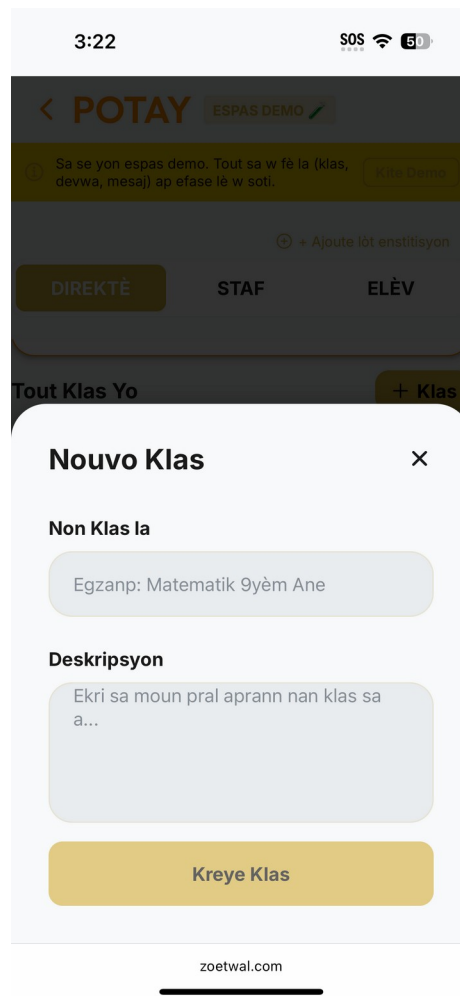 3:22
SOS
50
POTAY
ESPAS DEMO
Sa se yon espas demo. Tout sa w fè la (klas,
devwa, mesaj) ap efase lè w soti.
Kite Demo
+ Ajoute lòt enstitisyon
DIREKTÈ
STAF
ELÈV
Tout Klas Yo
+ Klas
Nouvo Klas
Non Klas la
Egzanp: Matematik 9yèm Ane
Deskripsyon
Ekri sa moun pral aprann nan klas sa
a...
Kreye Klas
zoetwal.com